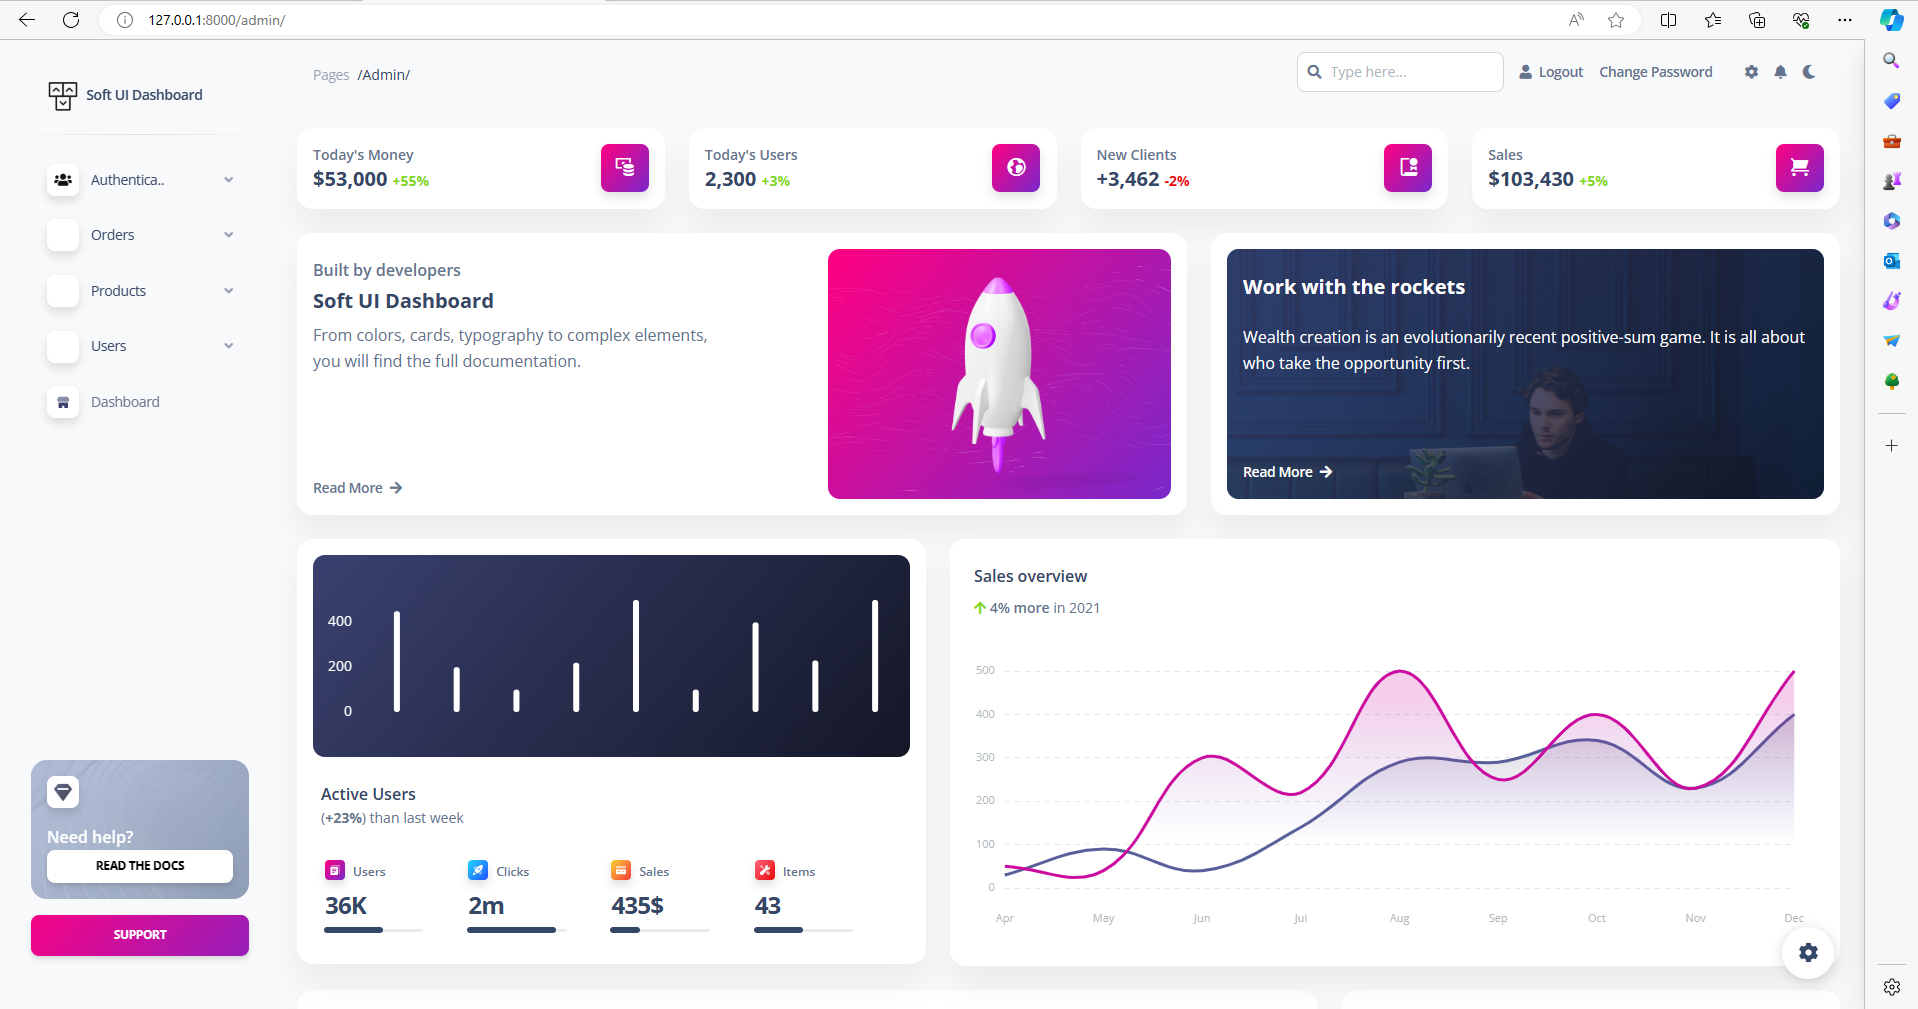 127.0.0.1:8000/admin/
Soft UI Dashboard
Authentica..
Orders
Products
Users
Dashboard
Need help?
READ THE DOCS
SUPPORT
Pages /Admin/
Type here...
Logout
Change Password
Today's Money
$53,000 +55%
Today's Users
2,300 +3%
New Clients
+3,462 -2%
Sales
$103,430 +5%
Built by developers
Soft UI Dashboard
From colors, cards, typography to complex elements,
you will find the full documentation.
Read More
Work with the rockets
Wealth creation is an evolutionarily recent positive-sum game. It is all about
who take the opportunity first.
Read More
400
200
0
Active Users
(+23%) than last week
Users
36K
Clicks
2m
Sales
435$
Items
43
Sales overview
4% more in 2021
500
400
300
200
100
0
Apr May Jun Jul Aug Sep Oct Nov Dec